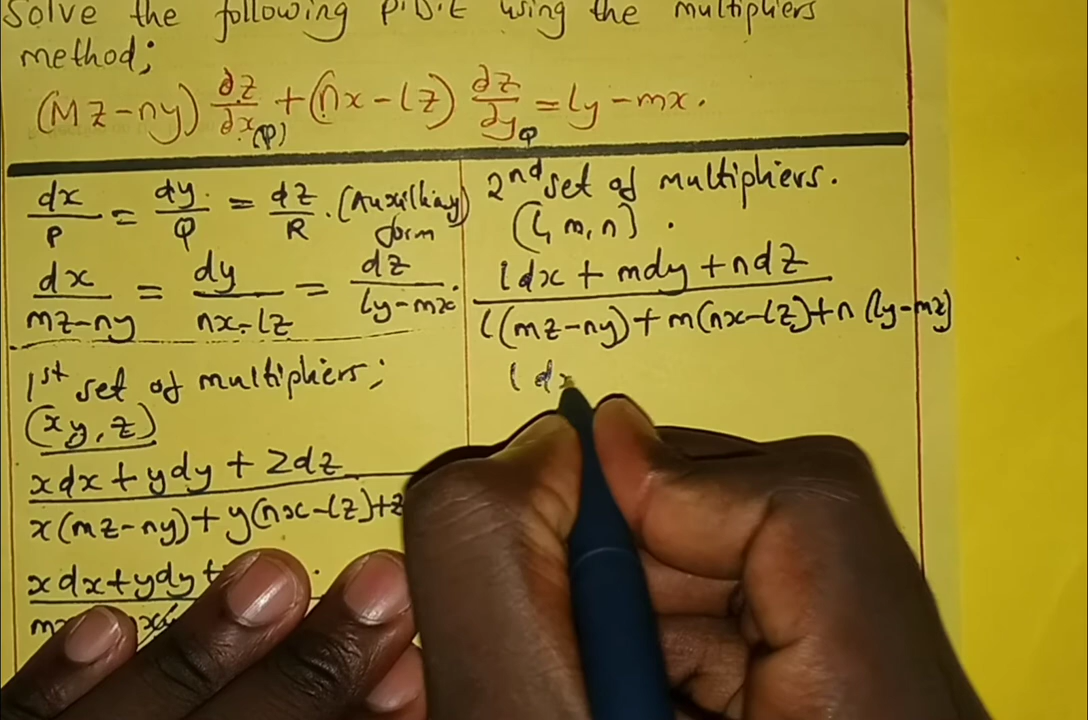 Solve the following P.D.E using the multipliers
method;
(Mz-ny) ∂z/∂x + (nx-lz) ∂z/∂y = ly-mx.
(P) Q
dx/P = dy/Q = dz/R. (Auxilliary
form
dx/mz-ny = dy/nx-lz = dz/ly-mx.
1st set of multipliers;
(xy,z)
xdx + ydy + zdz
x(mz-ny)+y(nx-lz)+z
xdx+ydy+
2nd set of multipliers.
(l, m, n).
ldx + mdy + ndz
l(mz-ny)+m(nx-lz)+n(ly-mx)
l dx